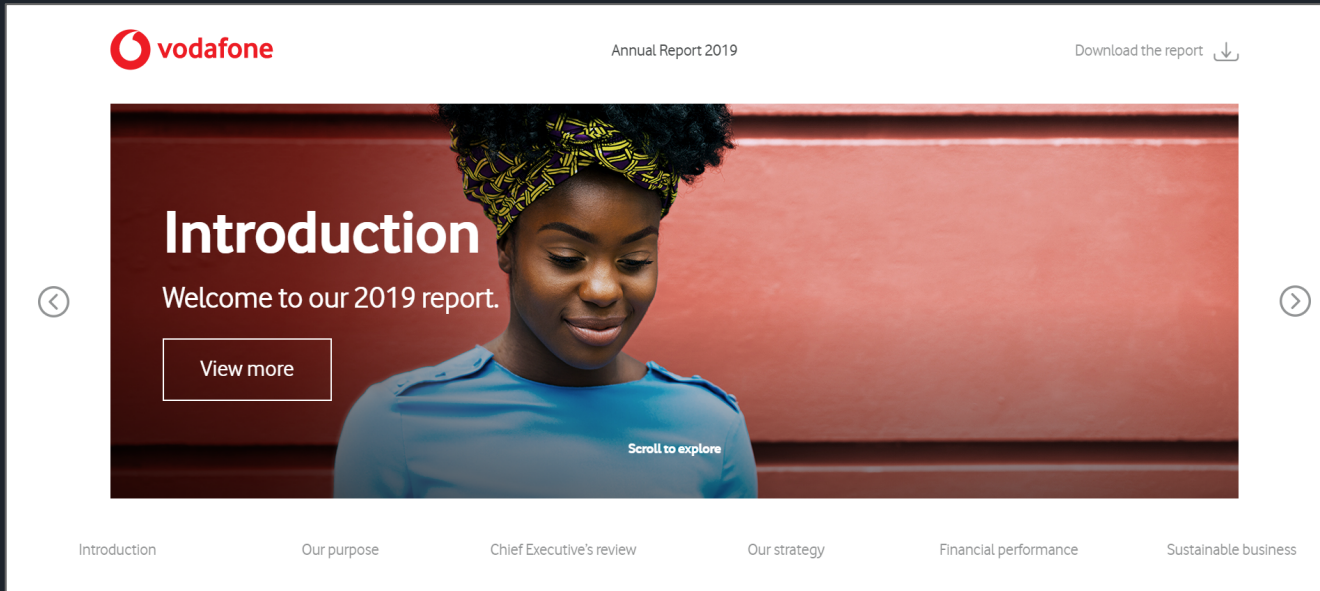 vodafone
Annual Report 2019
Download the report
Introduction
Welcome to our 2019 report.
View more
Scroll to explore
Introduction
Our purpose
Chief Executive’s review
Our strategy
Financial performance
Sustainable business